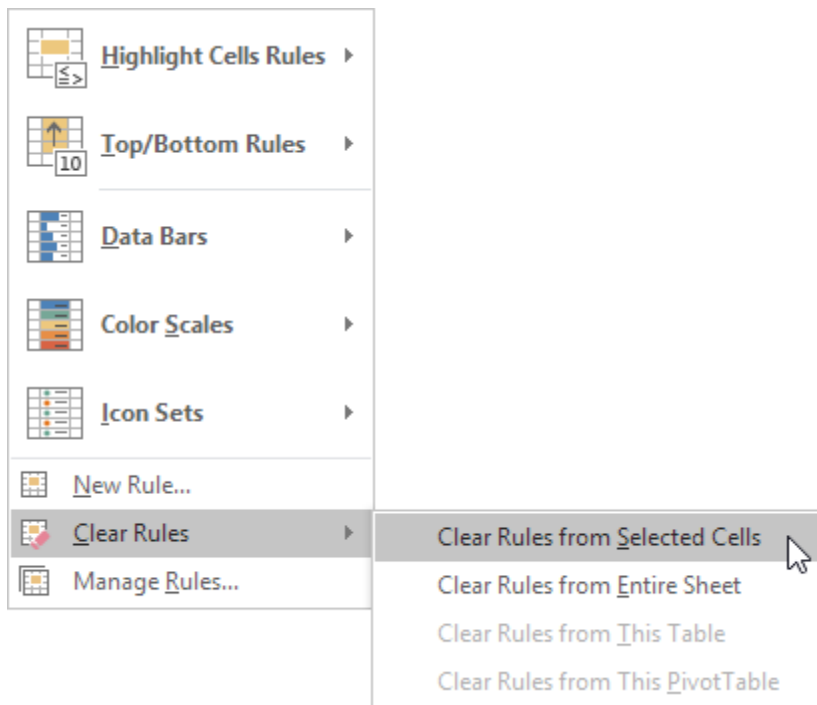 Highlight Cells Rules
≤ >
Top/Bottom Rules
10
Data Bars
Color Scales
Icon Sets
New Rule...
Clear Rules
Manage Rules...
Clear Rules from Selected Cells
Clear Rules from Entire Sheet
Clear Rules from This Table
Clear Rules from This PivotTable